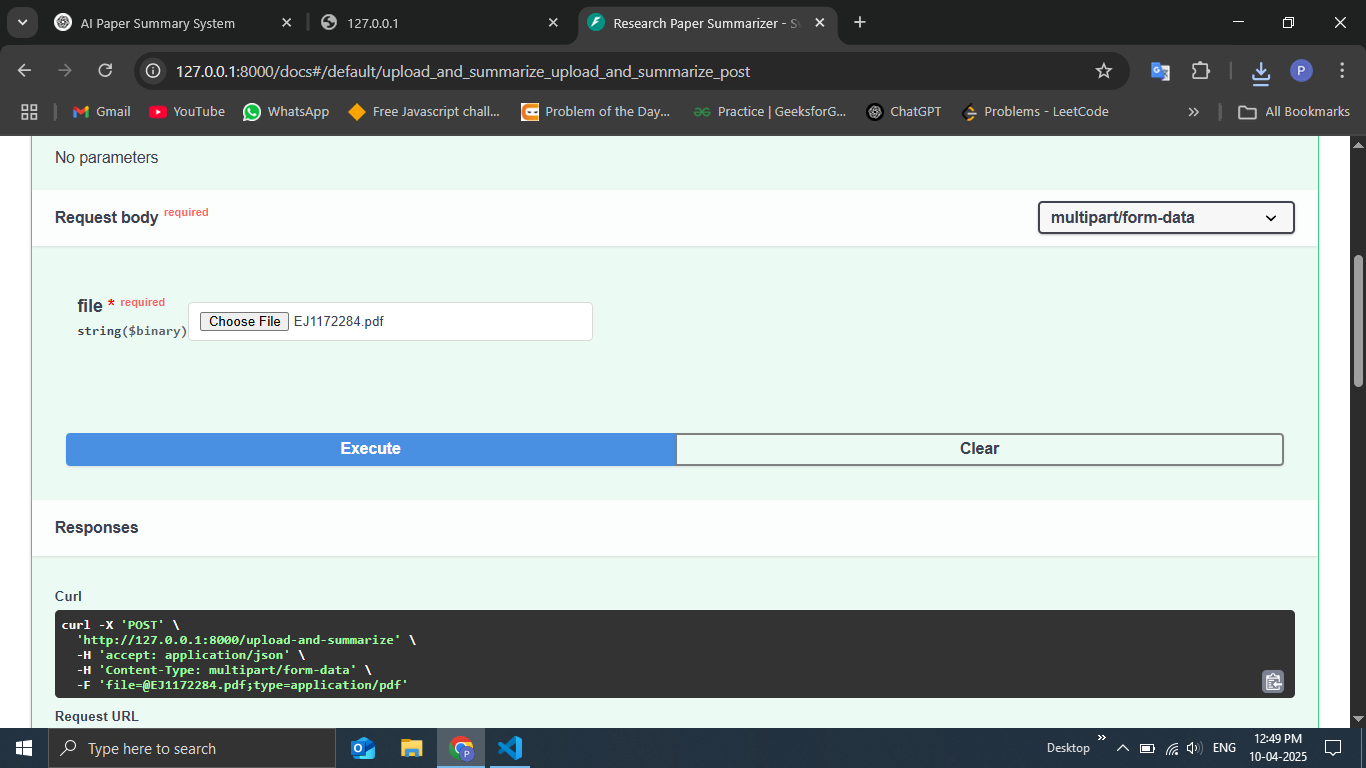 AI Paper Summary System
127.0.0.1
Research Paper Summarizer - S
127.0.0.1:8000/docs#/default/upload_and_summarize_upload_and_summarize_post
P
Gmail
YouTube
WhatsApp
Free Javascript chall...
Problem of the Day...
Practice | GeeksforG...
ChatGPT
Problems - LeetCode
»
All Bookmarks
No parameters
Request body required
multipart/form-data
file * required
string($binary)
Choose File EJ1172284.pdf
Execute
Clear
Responses
Curl
curl -X 'POST' \
'http://127.0.0.1:8000/upload-and-summarize' \
-H 'accept: application/json' \
-H 'Content-Type: multipart/form-data' \
-F 'file=@EJ1172284.pdf;type=application/pdf'
Request URL
Type here to search
Desktop
»
ENG
12:49 PM
10-04-2025